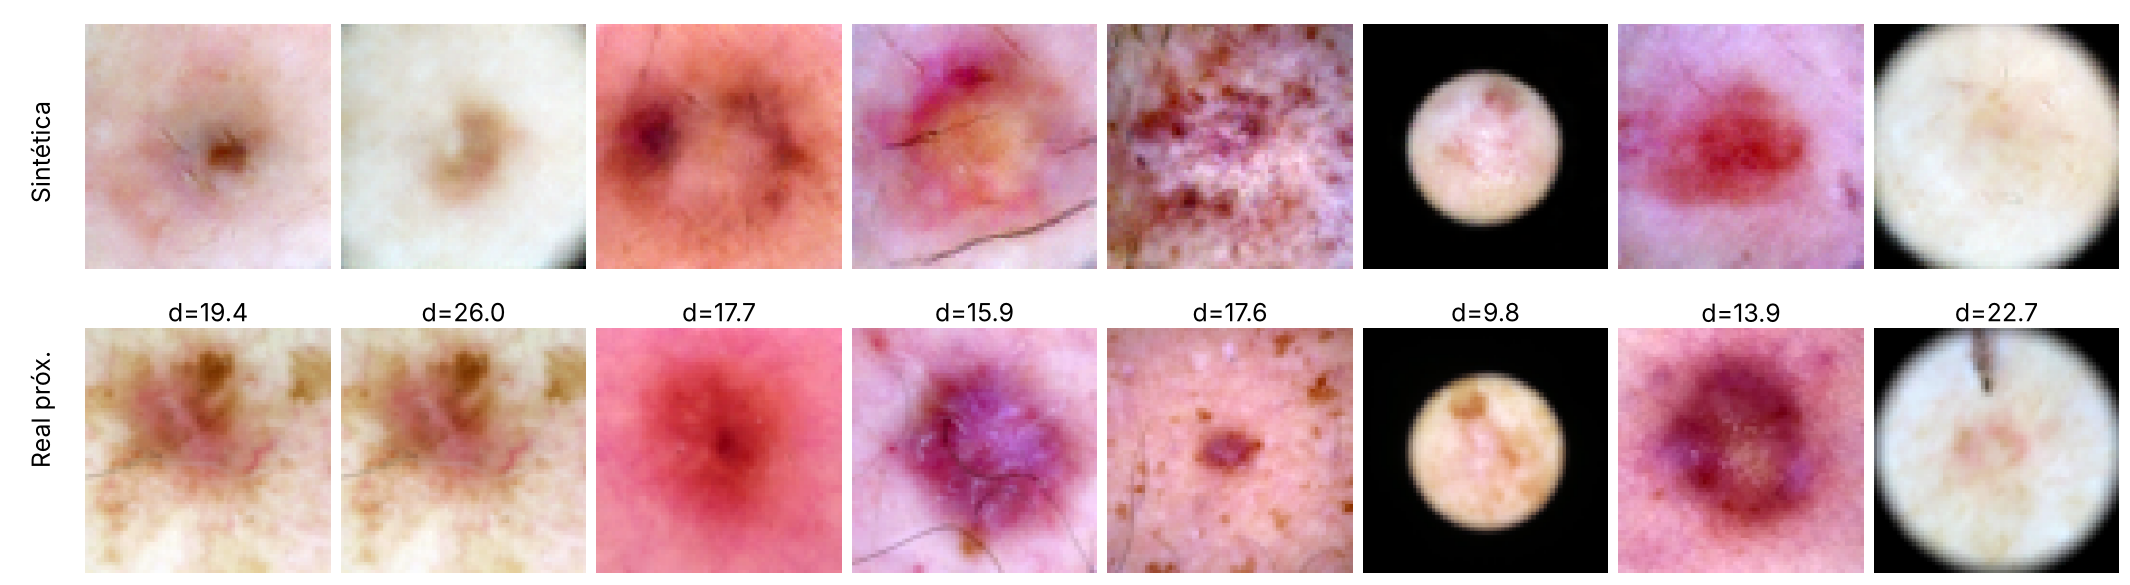 Sintética
d=19.4 d=26.0 d=17.7 d=15.9 d=17.6 d=9.8 d=13.9 d=22.7
Real próx.